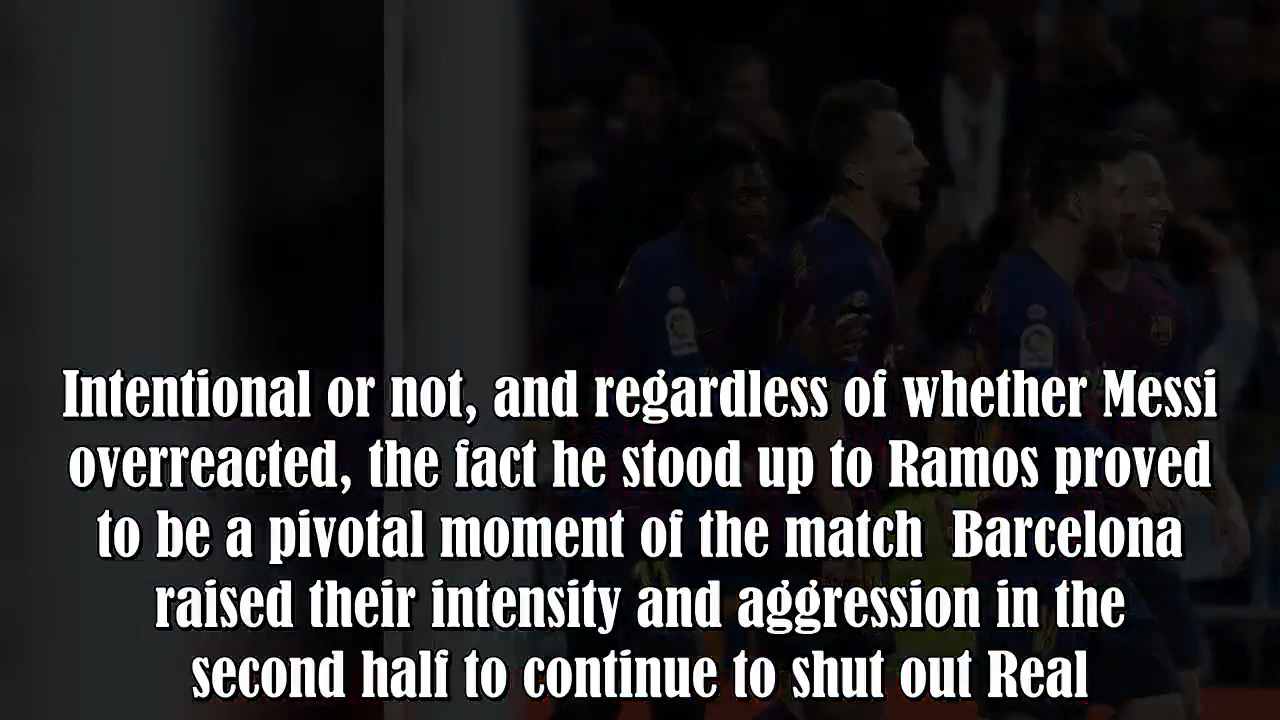 Intentional or not, and regardless of whether Messi
overreacted, the fact he stood up to Ramos proved
to be a pivotal moment of the match  Barcelona
raised their intensity and aggression in the
second half to continue to shut out Real